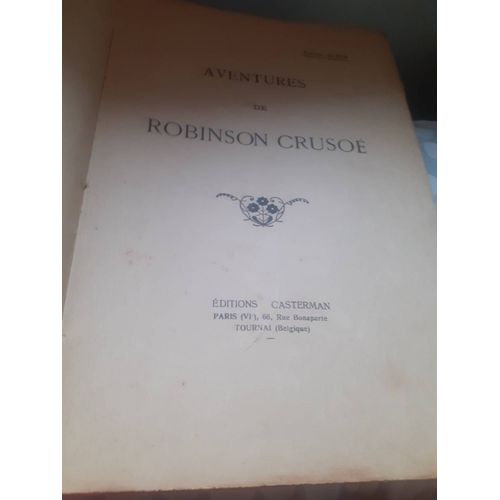 AVENTURES
DE
ROBINSON CRUSOÉ
ÉDITIONS CASTERMAN
PARIS (VIᵉ), 66, Rue Bonaparte
TOURNAI (Belgique)